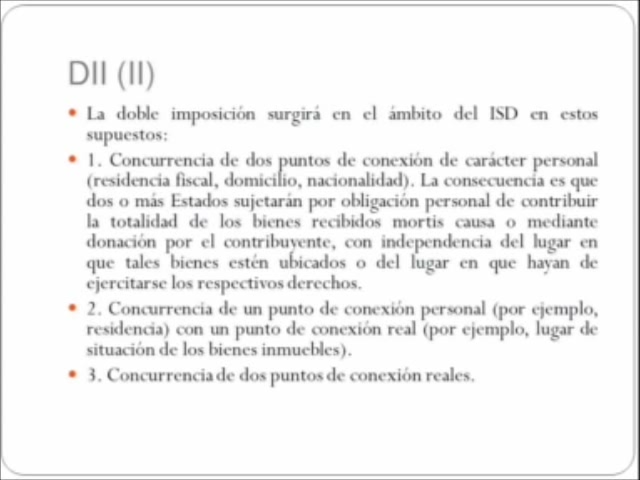 DII (II)
• La doble imposición surgirá en el ámbito del ISD en estos
supuestos:
• 1. Concurrencia de dos puntos de conexión de carácter personal
(residencia fiscal, domicilio, nacionalidad). La consecuencia es que
dos o más Estados sujetarán por obligación personal de contribuir
la totalidad de los bienes recibidos mortis causa o mediante
donación por el contribuyente, con independencia del lugar en
que tales bienes estén ubicados o del lugar en que hayan de
ejercitarse los respectivos derechos.
• 2. Concurrencia de un punto de conexión personal (por ejemplo,
residencia) con un punto de conexión real (por ejemplo, lugar de
situación de los bienes inmuebles).
• 3. Concurrencia de dos puntos de conexión reales.